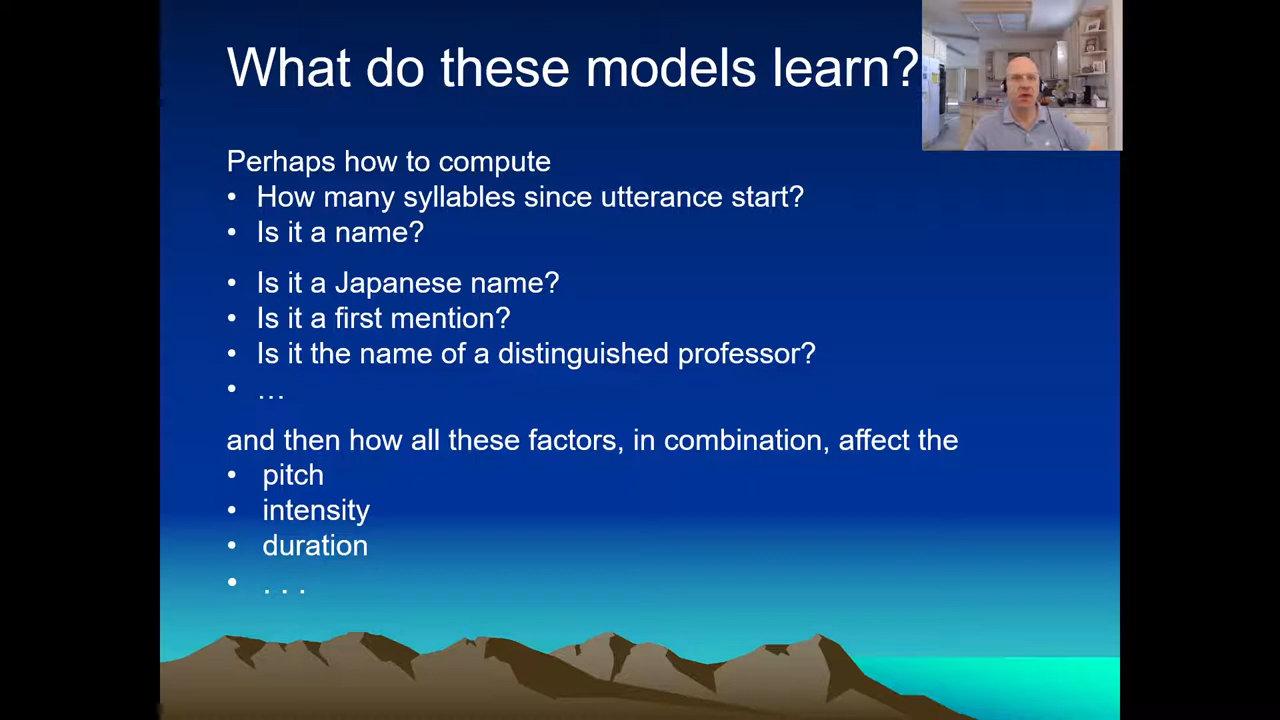 What do these models learn?
Perhaps how to compute
• How many syllables since utterance start?
• Is it a name?
• Is it a Japanese name?
• Is it a first mention?
• Is it the name of a distinguished professor?
• …
and then how all these factors, in combination, affect the
• pitch
• intensity
• duration
• . . .